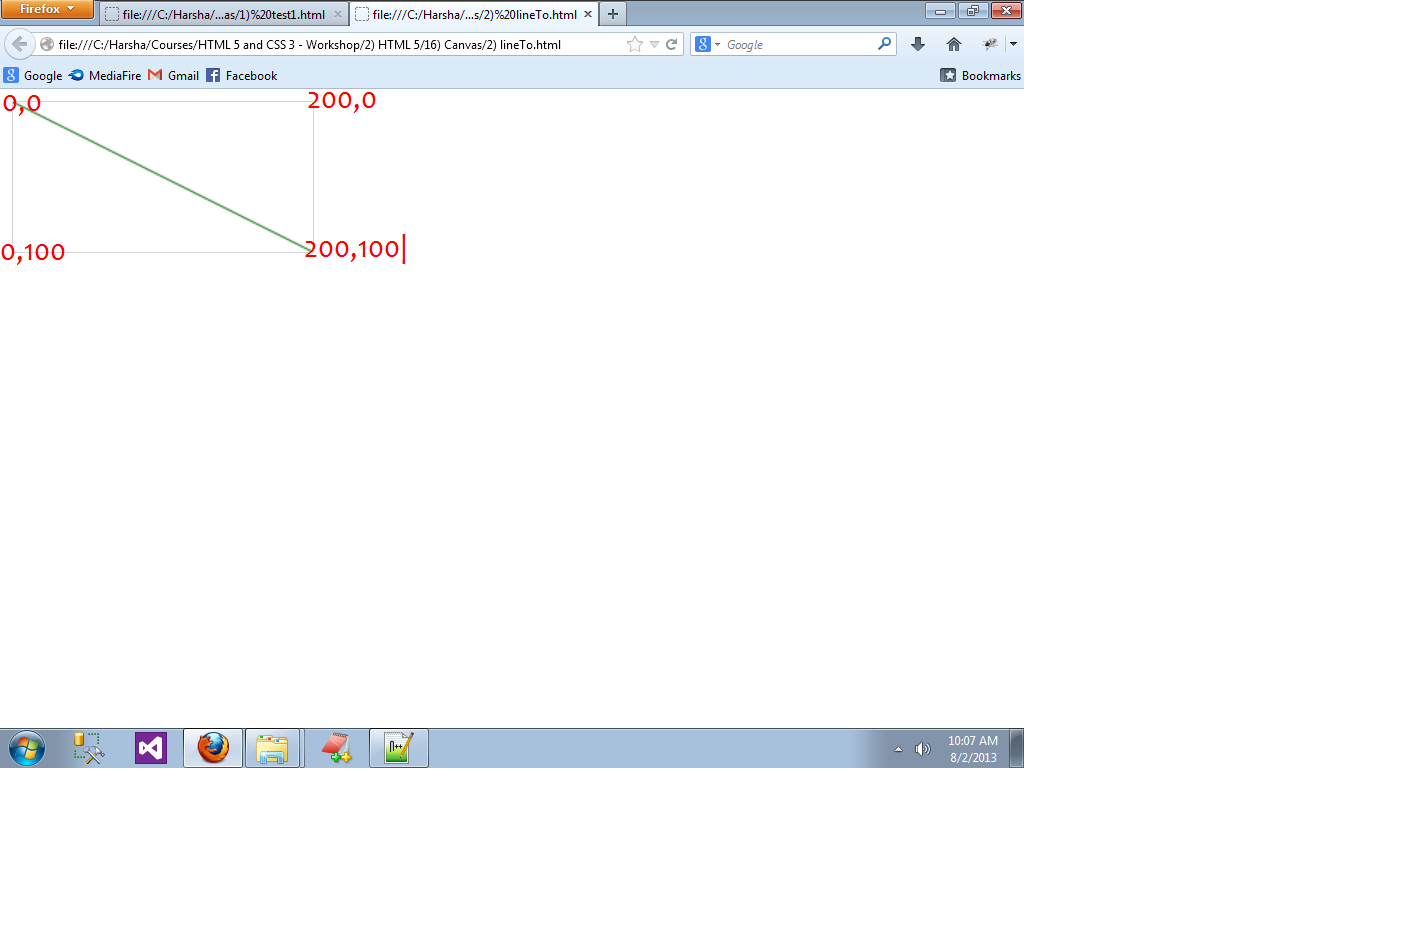 Firefox
file:///C:/Harsha/...as/1)%20test1.html
file:///C:/Harsha/...s/2)%20lineTo.html
file:///C:/Harsha/Courses/HTML 5 and CSS 3 - Workshop/2) HTML 5/16) Canvas/2) lineTo.html
Google
Google
MediaFire
Gmail
Facebook
Bookmarks
0,0
200,0
0,100
200,100
10:07 AM
8/2/2013